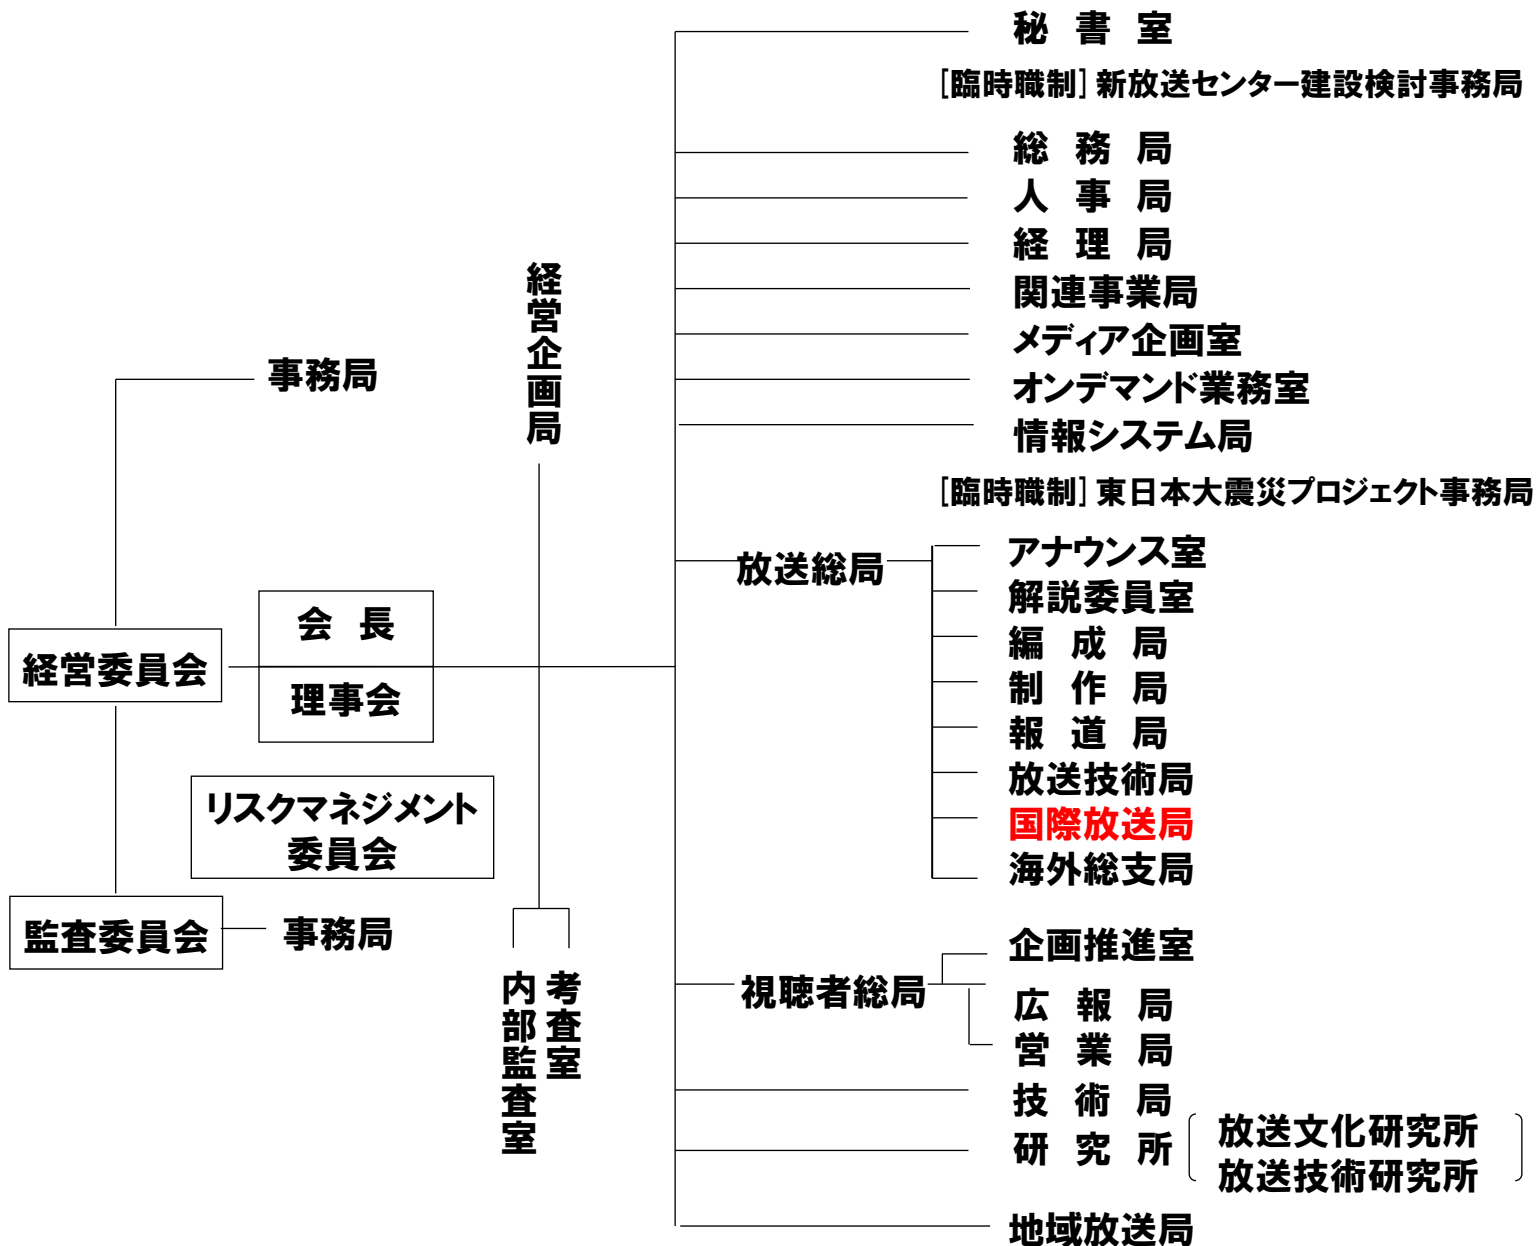 秘書室
[臨時職制] 新放送センター建設検討事務局
総務局
人事局
経理局
関連事業局
メディア企画室
オンデマンド業務室
情報システム局
[臨時職制] 東日本大震災プロジェクト事務局
経営企画局
事務局
会長
理事会
経営委員会
リスクマネジメント
委員会
監査委員会
事務局
考査室
内部監査室
放送総局
アナウンス室
解説委員室
編成局
制作局
報道局
放送技術局
国際放送局
海外総支局
視聴者総局
企画推進室
広報局
営業局
技術局
研究所
放送文化研究所
放送技術研究所
地域放送局